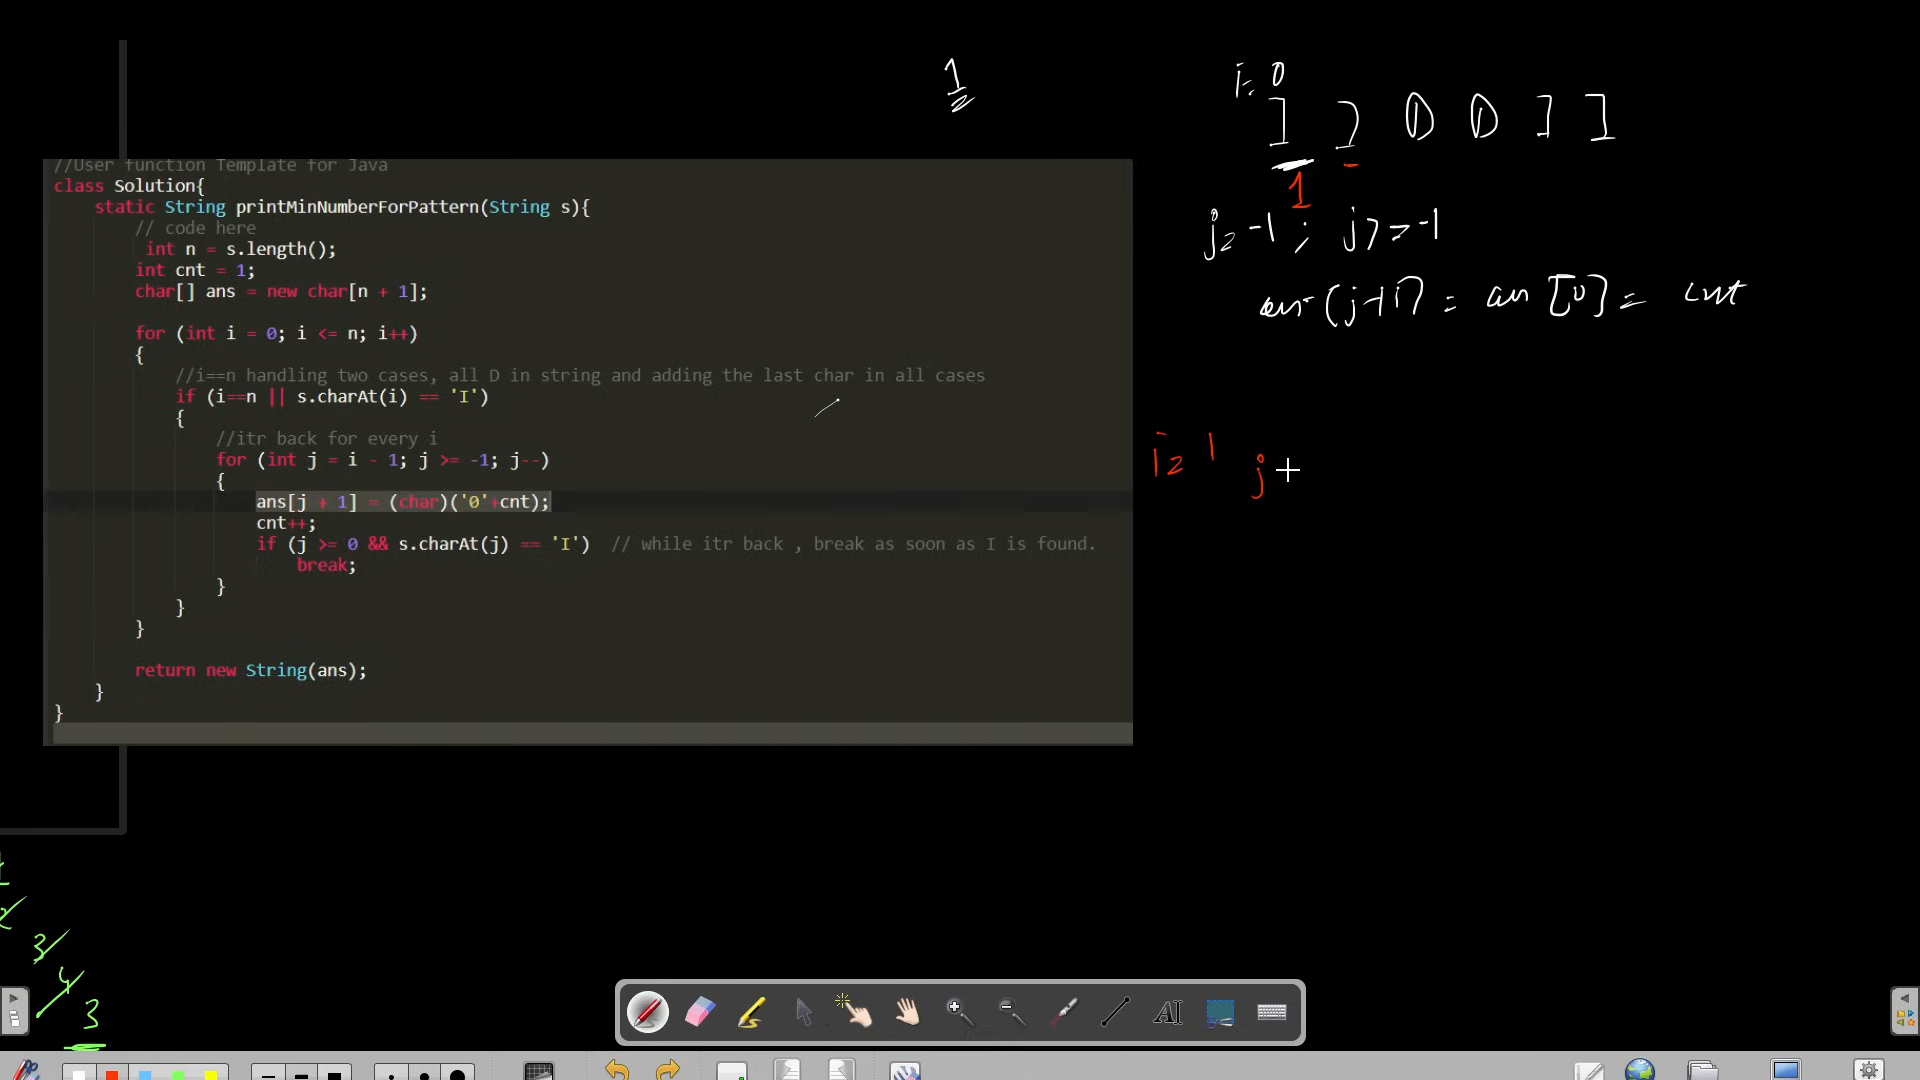 1
i= 0
I I D D I I
1
j = -1 ; j >= -1
//User function Template for Java
class Solution{
static String printMinNumberForPattern(String s){
// code here
int n = s.length();
int cnt = 1;
char[] ans = new char[n + 1];
for (int i = 0; i <= n; i++)
{
//i==n handling two cases, all D in string and adding the last char in all cases
if (i==n || s.charAt(i) == 'I')
{
//itr back for every i
for (int j = i - 1; j >= -1; j--)
{
ans[j + 1] = (char)('0'+cnt);
cnt++;
if (j >= 0 && s.charAt(j) == 'I') // while itr back , break as soon as I is found.
break;
}
}
}
return new String(ans);
}
}
ans (j+1) = ans [0] = cnt
i = 1 j
2
3
4
3
AI